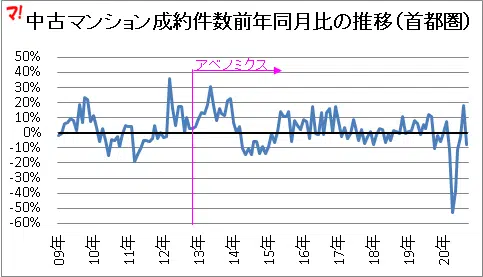 マ!
中古マンション成約件数前年同月比の推移(首都圏)
アベノミクス
50%
40%
30%
20%
10%
0%
-10%
-20%
-30%
-40%
-50%
-60%
09年
10年
11年
12年
13年
14年
15年
16年
17年
18年
19年
20年